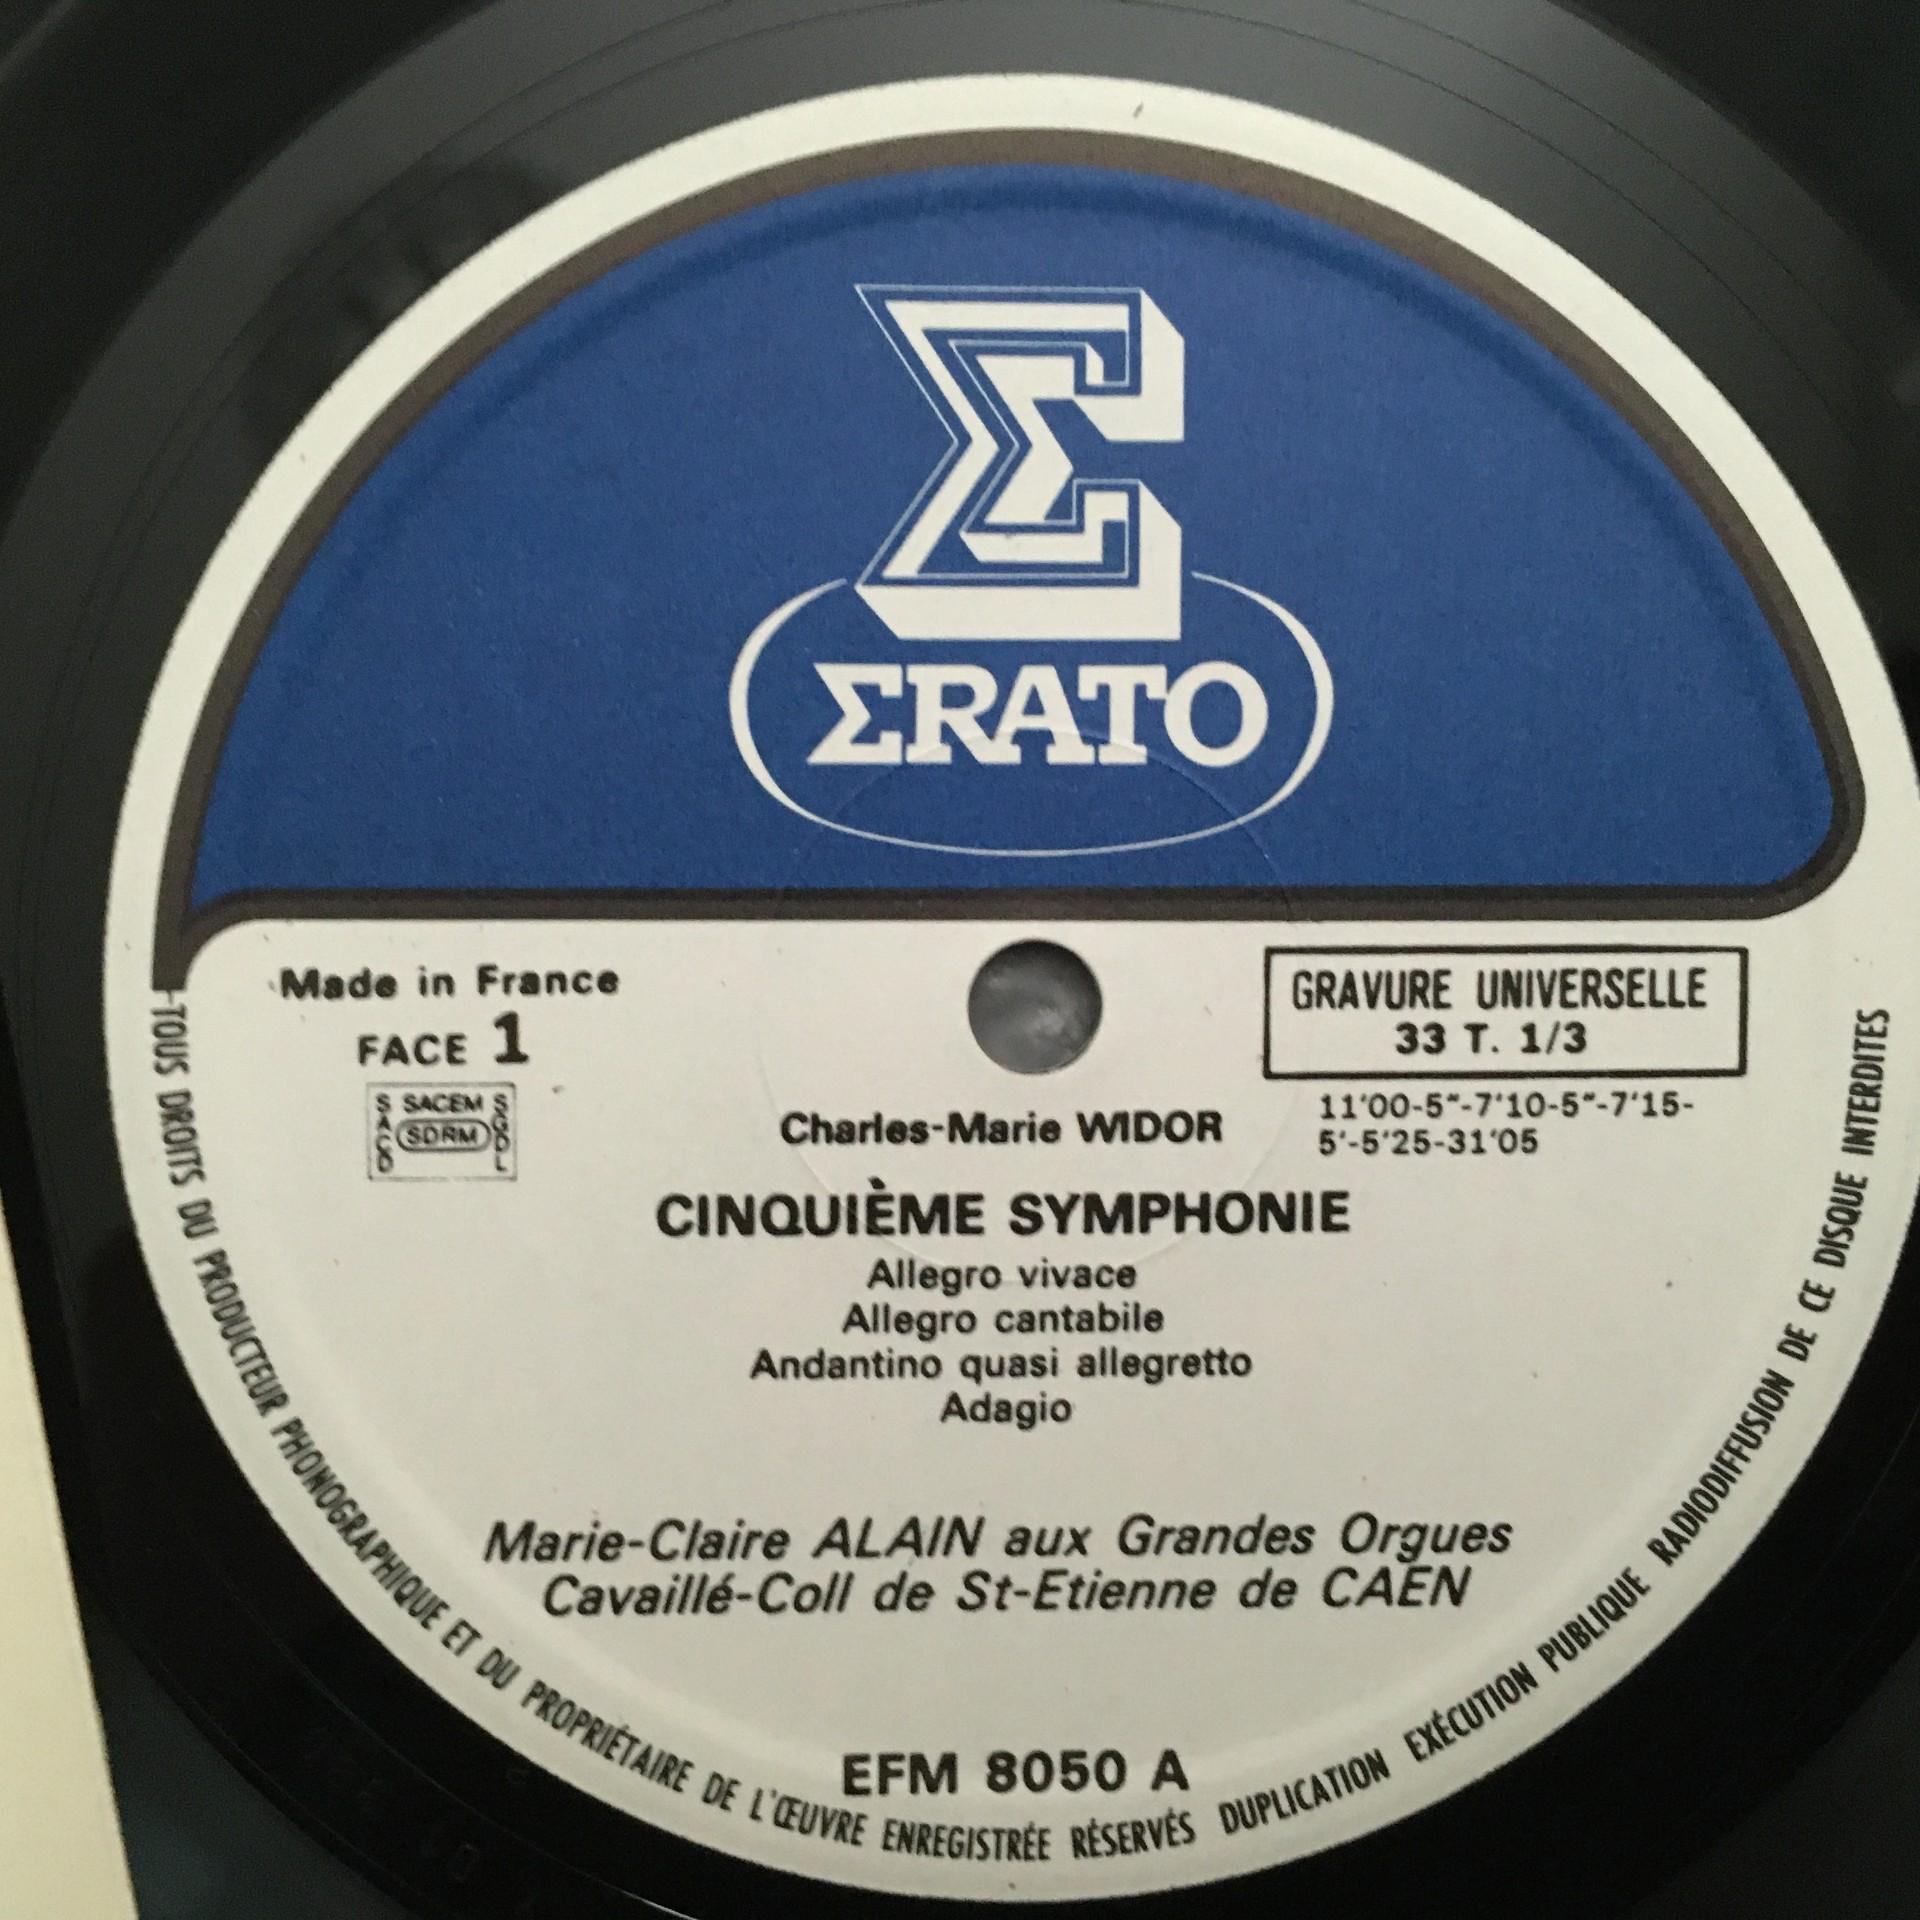 Σ
ΣRATO
Made in France
FACE 1
SACEM
SACD
SDRM
SGDL
GRAVURE UNIVERSELLE
33 T. 1/3
11'00-5"-7'10-5"-7'15-
5'-5'25-31'05
Charles-Marie WIDOR
CINQUIÈME SYMPHONIE
Allegro vivace
Allegro cantabile
Andantino quasi allegretto
Adagio
Marie-Claire ALAIN aux Grandes Orgues
Cavaillé-Coll de St-Etienne de CAEN
EFM 8050 A
TOUS DROITS DU PRODUCTEUR PHONOGRAPHIQUE ET DU PROPRIÉTAIRE DE L'ŒUVRE ENREGISTRÉE RÉSERVÉS DUPLICATION EXÉCUTION PUBLIQUE RADIODIFFUSION DE CE DISQUE INTERDITES